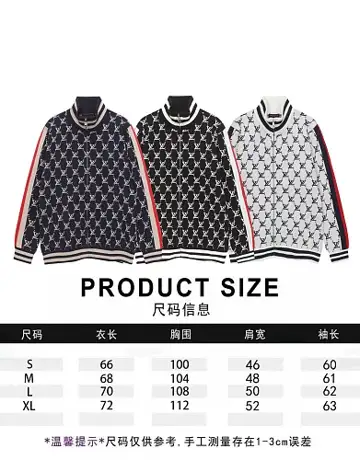 PRODUCT SIZE
尺码信息
尺码 衣长 胸围 肩宽 袖长
S 66 100 46 60
M 68 104 48 61
L 70 108 50 62
XL 72 112 52 63
*温馨提示*尺码仅供参考,手工测量存在1-3cm误差